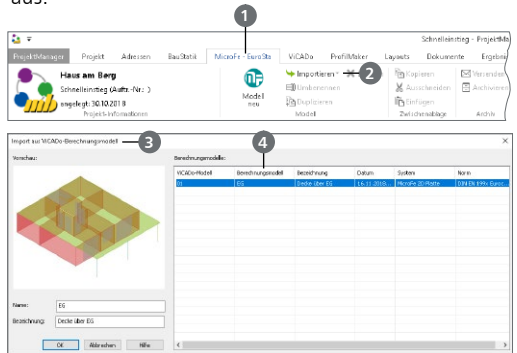 aus.
1
Schnelleinstieg - ProjektMa
ProjektManager Projekt Adressen BauStatik MicroFe - EuroSta ViCADo ProfilMaker Layouts Dokumente Ergebni
Haus am Berg
Schnelleinstieg (Auftr.-Nr.: )
angelegt: 30.10.2018
mb
Projekt-Informationen
Modell
neu
Importieren 2
Umbenennen
Duplizieren
Modell
Kopieren
Ausschneiden
Einfügen
Zwischenablage
Versenden
Archivieren
Archiv
Import aus ViCADo-Berechnungsmodell 3 4
Vorschau:
Berechnungsmodelle:
ViCADo-Modell Berechnungsmodell Bezeichnung Datum System Norm
01 EG Decke über EG 16.11.2018... MicroFe 2D Platte DIN EN 199x Euroc...
Name: EG
Bezeichnung: Decke über EG
OK Abbrechen Hilfe